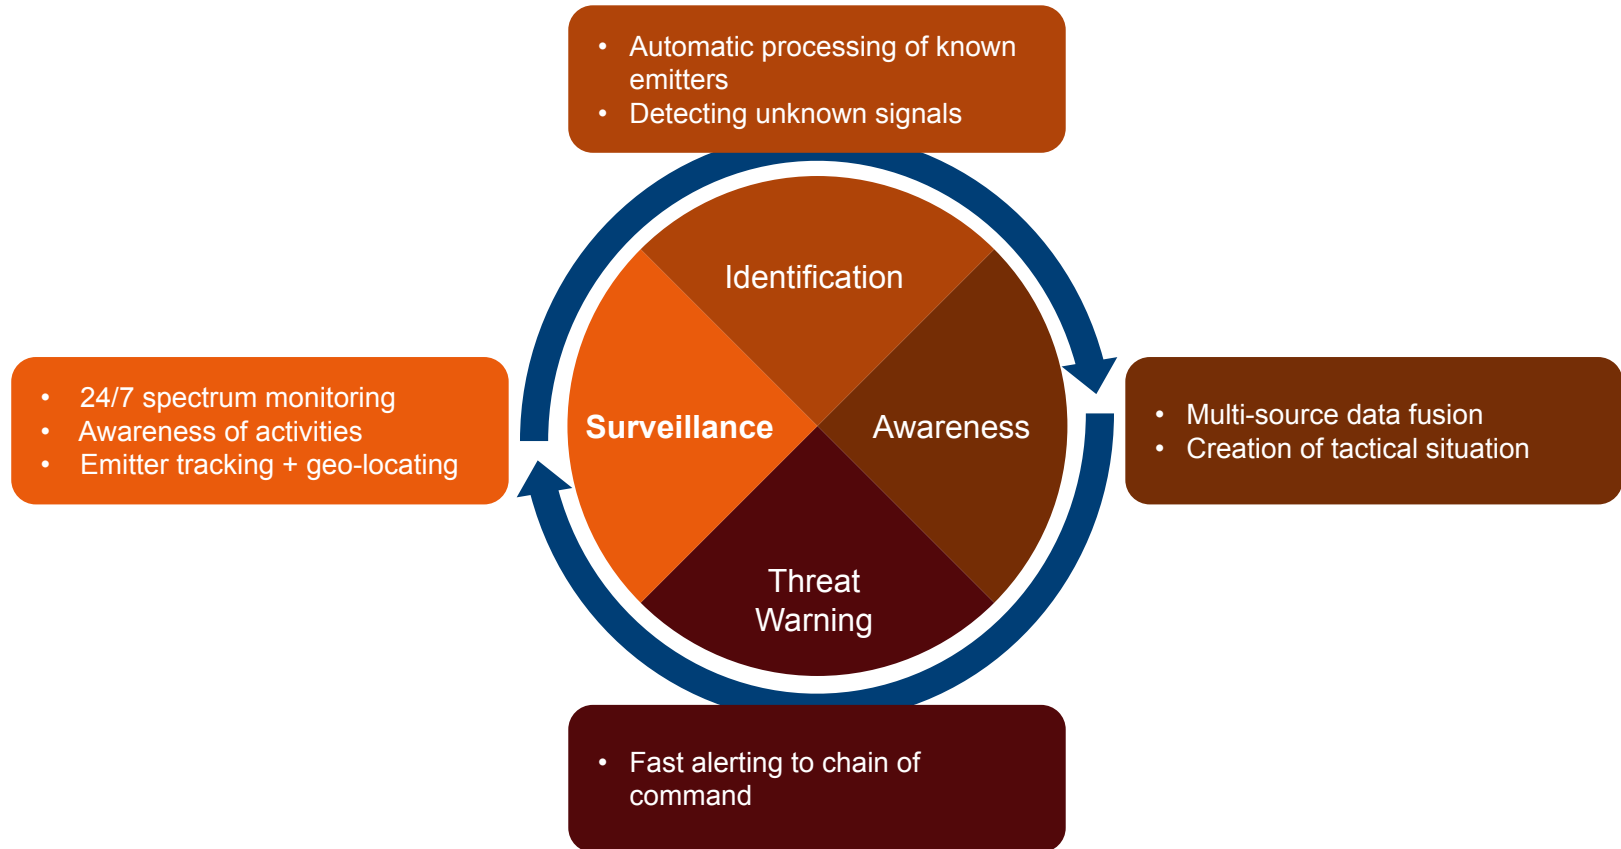 • Automatic processing of known
emitters
• Detecting unknown signals
Identification
• 24/7 spectrum monitoring
• Awareness of activities
• Emitter tracking + geo-locating
Surveillance
Awareness
• Multi-source data fusion
• Creation of tactical situation
Threat
Warning
• Fast alerting to chain of
command